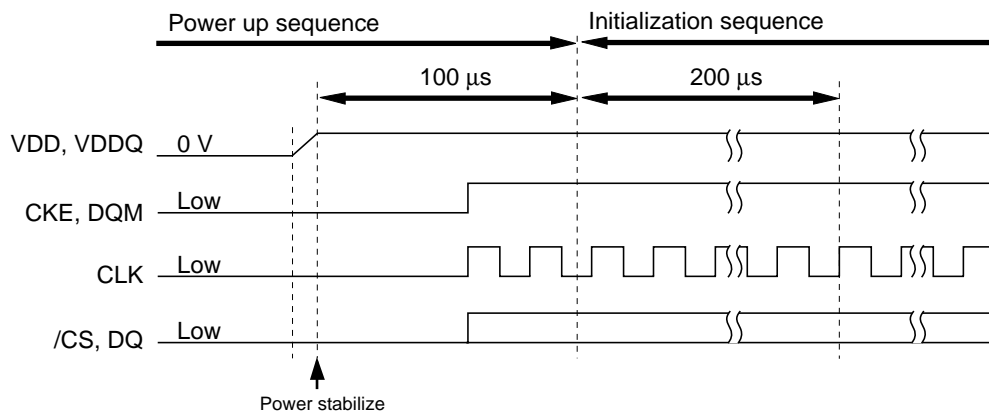 Power up sequence
Initialization sequence
100 µs
200 µs
VDD, VDDQ
0 V
CKE, DQM
Low
CLK
Low
/CS, DQ
Low
Power stabilize